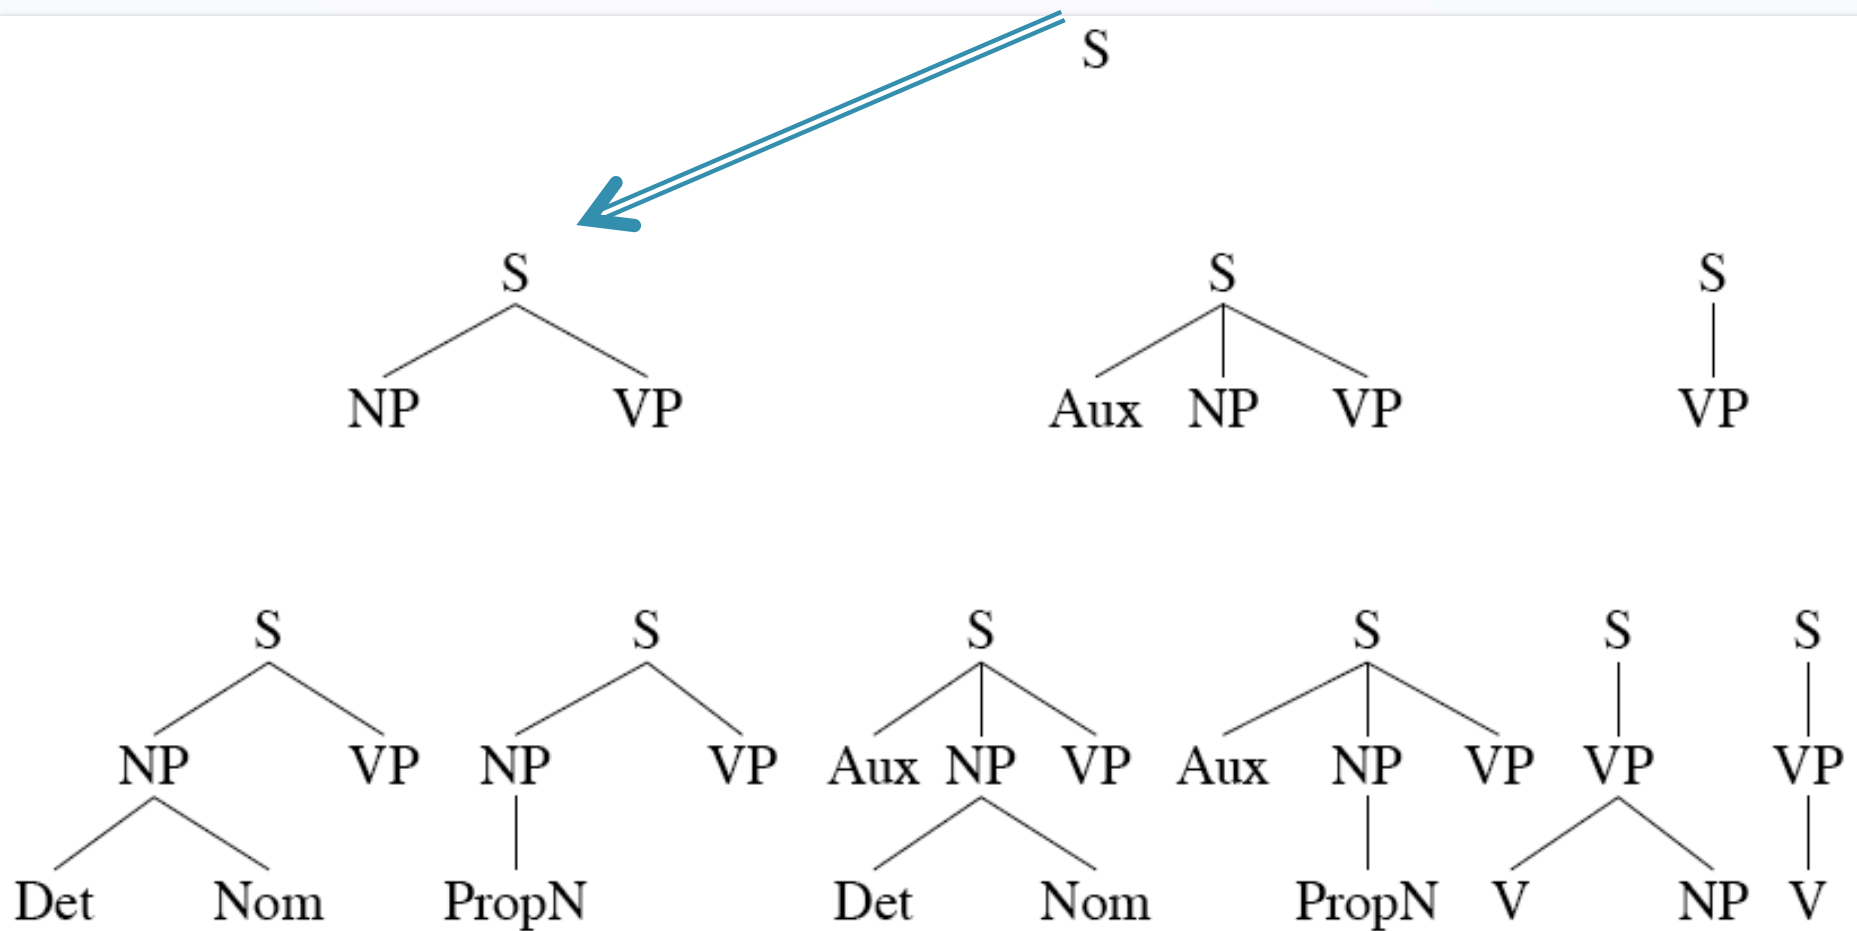 S
S S S
NP VP Aux NP VP VP
S S S S S S
NP VP NP VP Aux NP VP Aux NP VP VP VP
Det Nom PropN Det Nom PropN V NP V